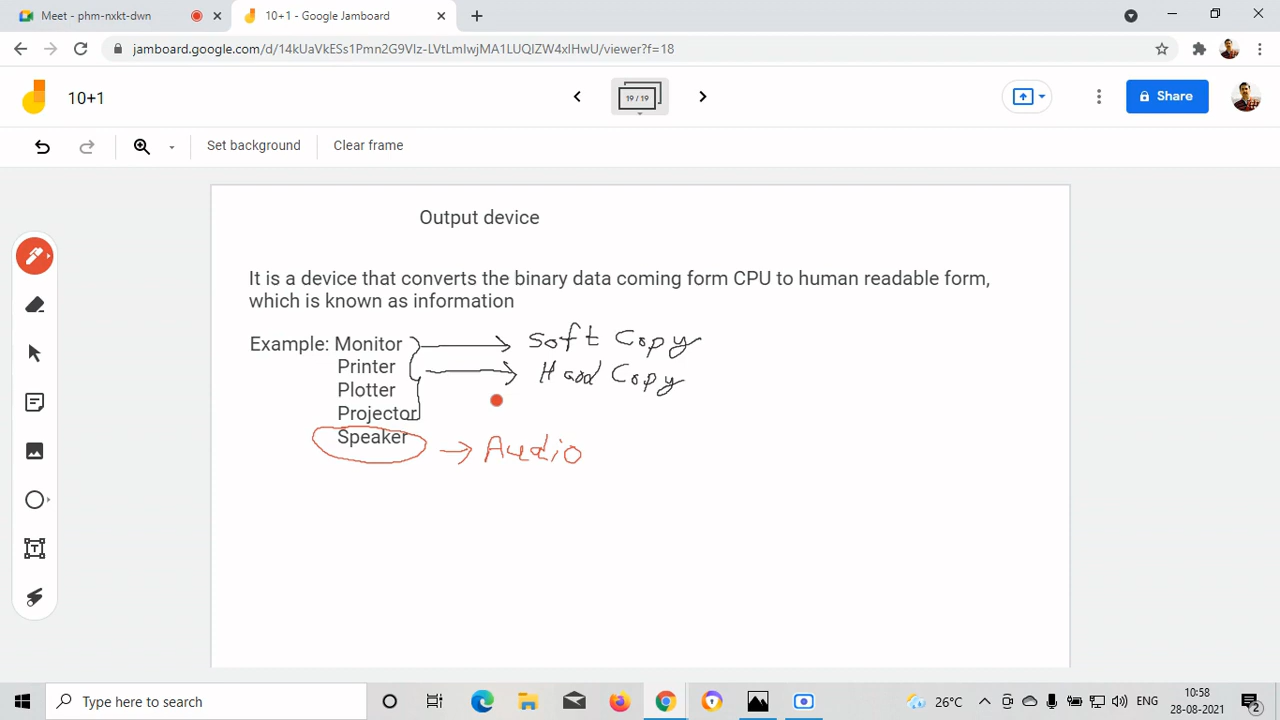 Meet - phm-nxkt-dwn
10+1 - Google Jamboard
jamboard.google.com/d/14kUaVkESs1Pmn2G9Vlz-LVtLmIwjMA1LUQIZW4xlHwU/viewer?f=18
10+1
19 / 19
Share
Set background
Clear frame
Output device
It is a device that converts the binary data coming form CPU to human readable form,
which is known as information
Example: Monitor → Soft Copy
Printer → Hard Copy
Plotter
Projector
Speaker → Audio
Type here to search
26°C
ENG
10:58
28-08-2021
2